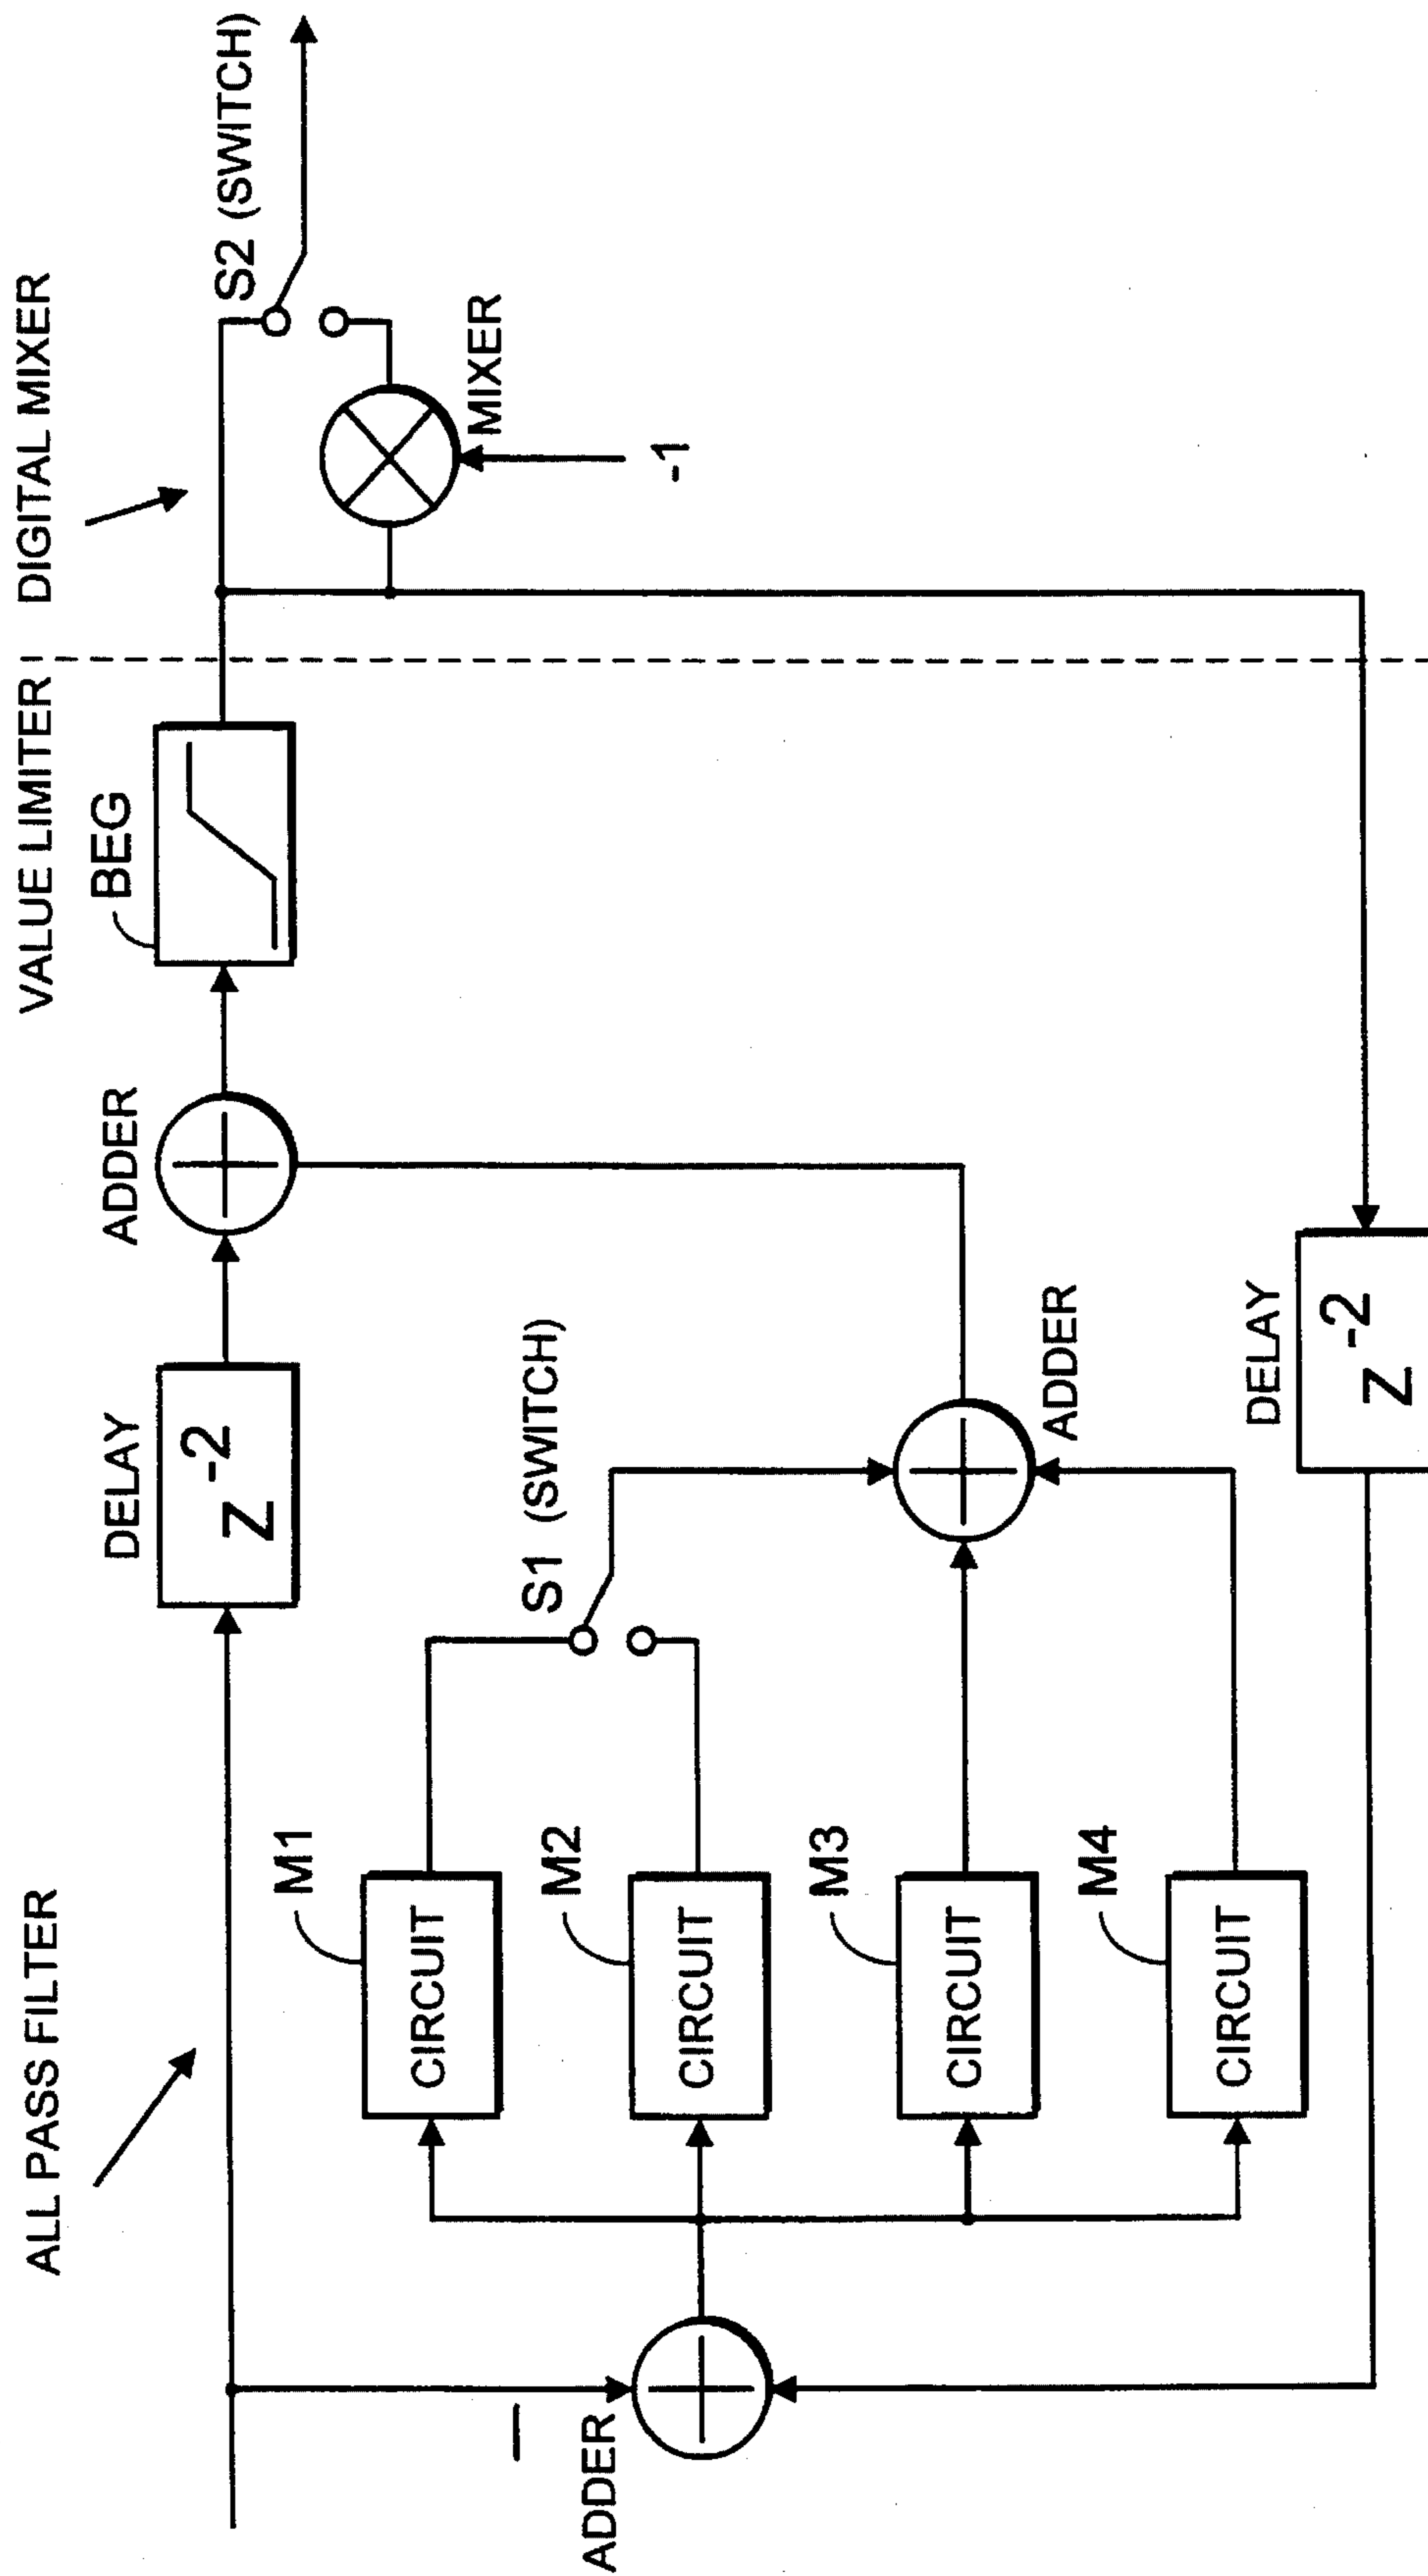 ALL PASS FILTER
VALUE LIMITER
DIGITAL MIXER
DELAY
Z⁻²
ADDER
BEG
S2 (SWITCH)
MIXER
-1
S1 (SWITCH)
M1
CIRCUIT
M2
CIRCUIT
M3
CIRCUIT
M4
CIRCUIT
ADDER
–
ADDER
DELAY
Z⁻²